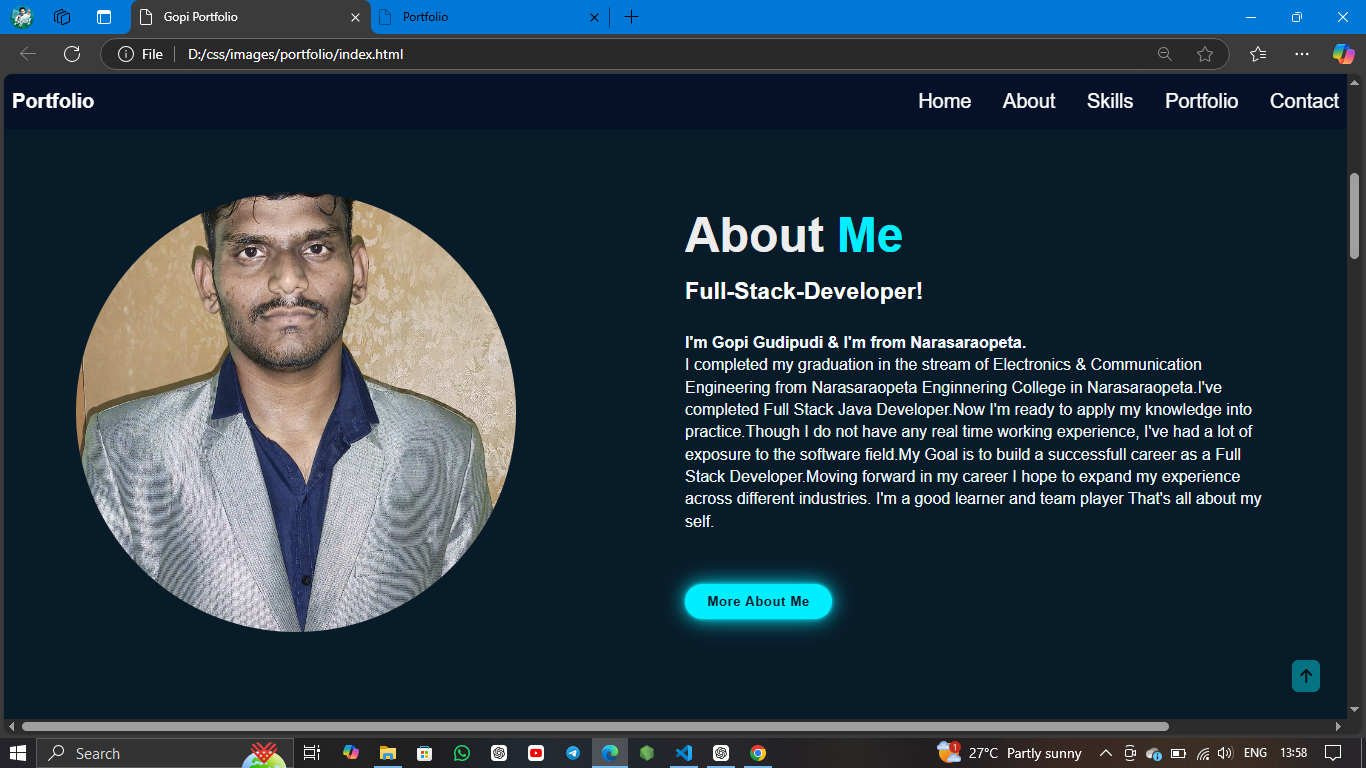 Gopi Portfolio
Portfolio
File
D:/css/images/portfolio/index.html
Portfolio
Home
About
Skills
Portfolio
Contact
About Me
Full-Stack-Developer!
I'm Gopi Gudipudi & I'm from Narasaraopeta.
I completed my graduation in the stream of Electronics & Communication
Engineering from Narasaraopeta Enginnering College in Narasaraopeta.I've
completed Full Stack Java Developer.Now I'm ready to apply my knowledge into
practice.Though I do not have any real time working experience, I've had a lot of
exposure to the software field.My Goal is to build a successfull career as a Full
Stack Developer.Moving forward in my career I hope to expand my experience
across different industries. I'm a good learner and team player That's all about my
self.
More About Me
Search
1
27°C Partly sunny
ENG
13:58